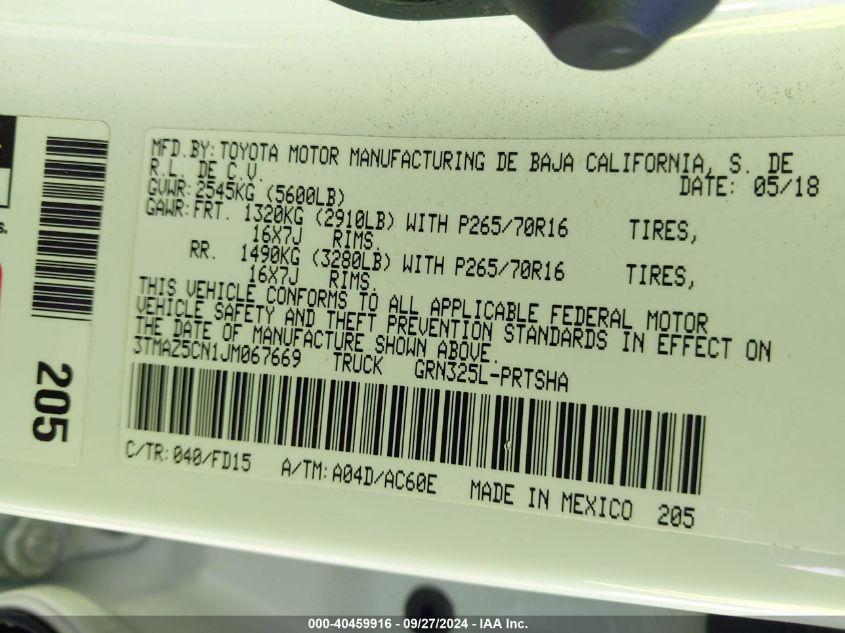 MFD.BY:TOYOTA MOTOR MANUFACTURING DE BAJA CALIFORNIA, S. DE
R.L. DE C.V.
DATE: 05/18
GVWR:2545KG (5600LB)
GAWR:FRT. 1320KG (2910LB) WITH P265/70R16 TIRES,
16X7J RIMS.
RR. 1490KG (3280LB) WITH P265/70R16 TIRES,
16X7J RIMS.
THIS VEHICLE CONFORMS TO ALL APPLICABLE FEDERAL MOTOR
VEHICLE SAFETY AND THEFT PREVENTION STANDARDS IN EFFECT ON
THE DATE OF MANUFACTURE SHOWN ABOVE.
3TMAZ5CN1JM067669 TRUCK GRN325L-PRTSHA
C/TR:040/FD15 A/TM:A04D/AC60E MADE IN MEXICO 205
205
s.
000-40459916 - 09/27/2024 - IAA Inc.